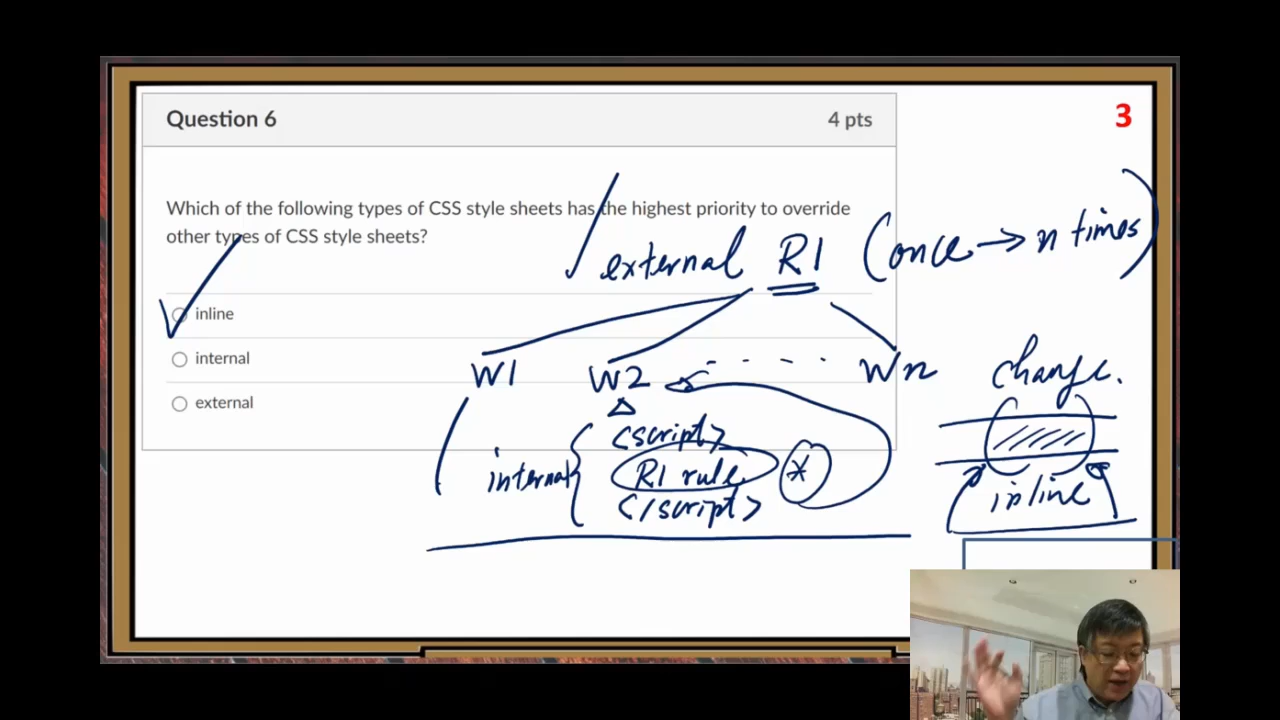 Question 6
4 pts
3
Which of the following types of CSS style sheets has the highest priority to override
other types of CSS style sheets?
external R1 (once → n times)
inline
internal
external
W1 W2 - - - - Wn
change.
<script>
internal { R1 rule *
</script>
inline